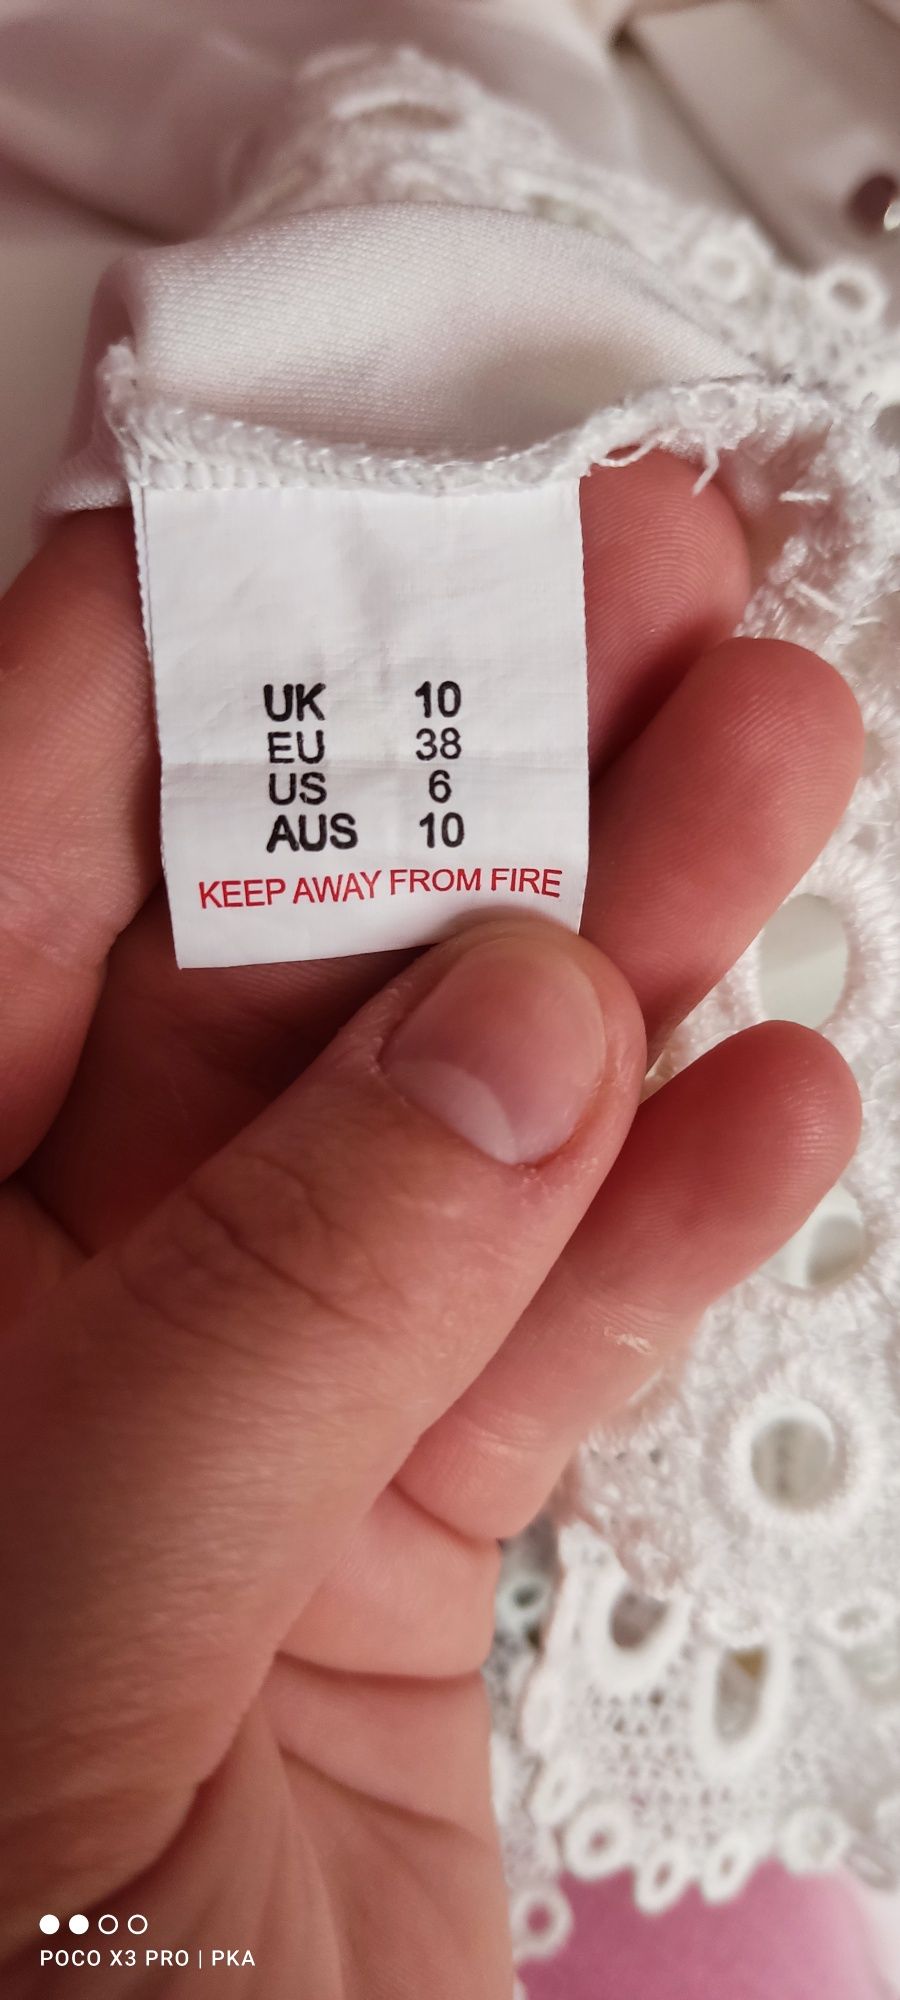 UK 10
EU 38
US 6
AUS 10
KEEP AWAY FROM FIRE
POCO X3 PRO | PKA